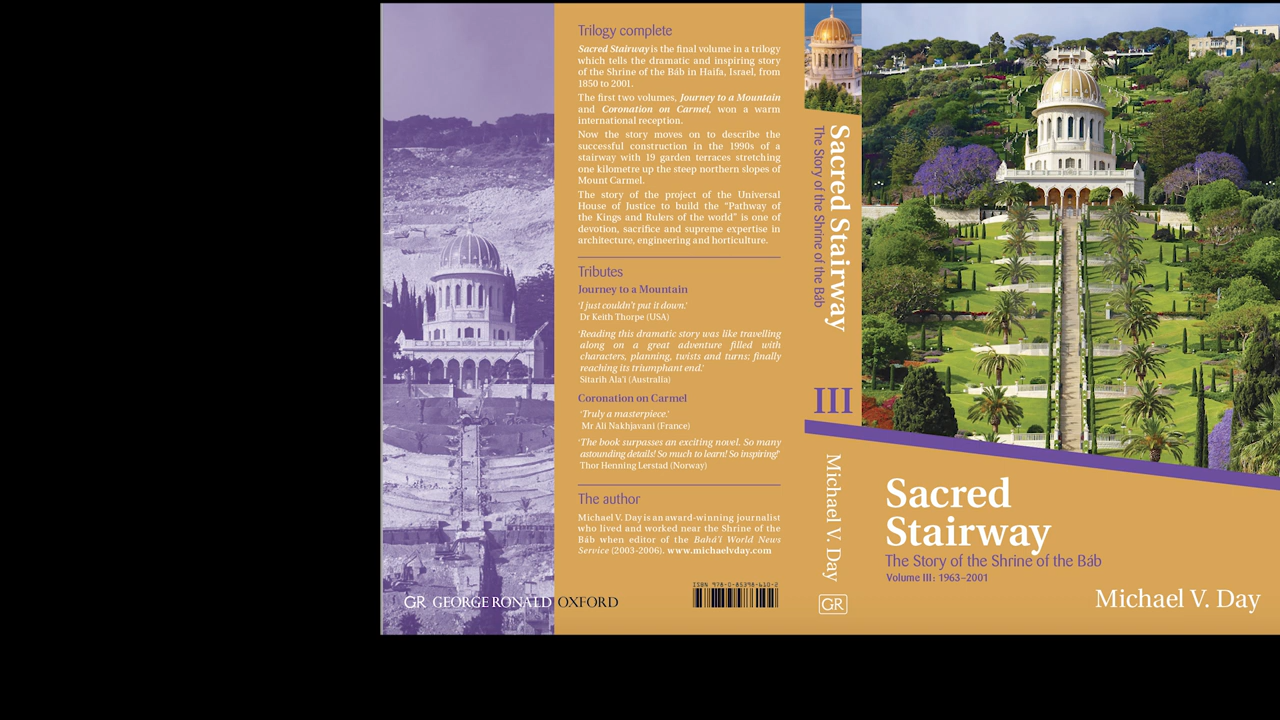 Trilogy complete
Sacred Stairway is the final volume in a trilogy
which tells the dramatic and inspiring story
of the Shrine of the Báb in Haifa, Israel, from
1850 to 2001.
The first two volumes, Journey to a Mountain
and Coronation on Carmel, won a warm
international reception.
Now the story moves on to describe the
successful construction in the 1990s of a
stairway with 19 garden terraces stretching
one kilometre up the steep northern slopes of
Mount Carmel.
The story of the project of the Universal
House of Justice to build the “Pathway of
the Kings and Rulers of the world” is one of
devotion, sacrifice and supreme expertise in
architecture, engineering and horticulture.
Tributes
Journey to a Mountain
‘I just couldn’t put it down.’
Dr Keith Thorpe (USA)
‘Reading this dramatic story was like travelling
along on a great adventure filled with
characters, planning, twists and turns; finally
reaching its triumphant end.’
Sitarih Ala’i (Australia)
Coronation on Carmel
‘Truly a masterpiece.’
Mr Ali Nakhjavani (France)
‘The book surpasses an exciting novel. So many
astounding details! So much to learn! So inspiring!’
Thor Henning Lerstad (Norway)
The author
Michael V. Day is an award-winning journalist
who lived and worked near the Shrine of the
Báb when editor of the Bahá’í World News
Service (2003-2006). www.michaelvday.com
ISBN 978-0-85398-610-2
GR GEORGE RONALD OXFORD
Sacred Stairway
The Story of the Shrine of the Báb
III
Michael V. Day
GR
Sacred
Stairway
The Story of the Shrine of the Báb
Volume III: 1963–2001
Michael V. Day